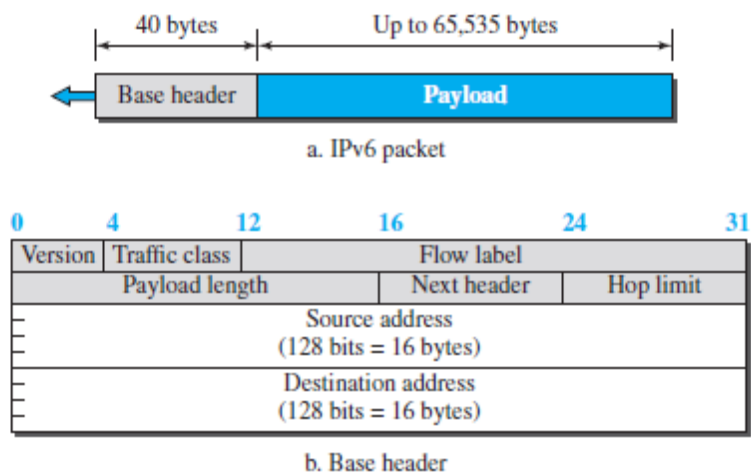 40 bytes Up to 65,535 bytes
Base header Payload
a. IPv6 packet
0 4 12 16 24 31
Version Traffic class Flow label
Payload length Next header Hop limit
Source address
(128 bits = 16 bytes)
Destination address
(128 bits = 16 bytes)
b. Base header